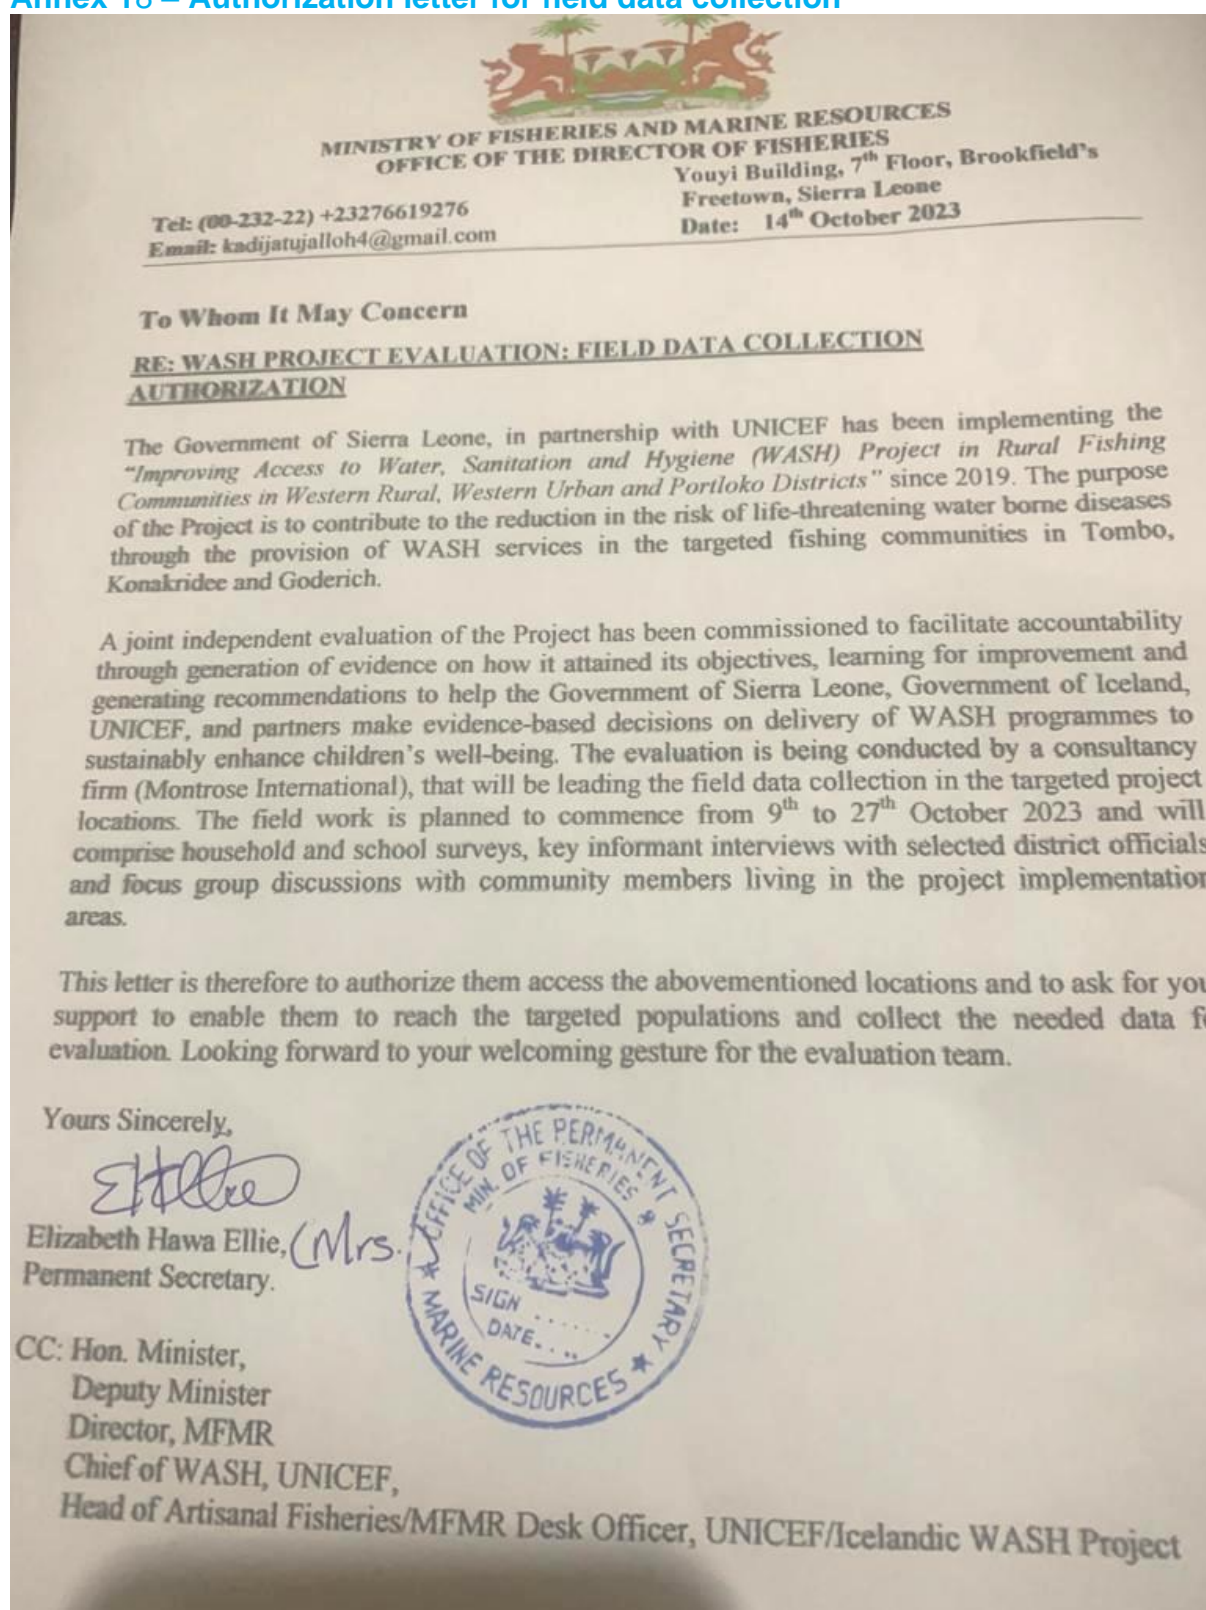 Annex 18 – Authorization letter for field data collection
MINISTRY OF FISHERIES AND MARINE RESOURCES
OFFICE OF THE DIRECTOR OF FISHERIES
Youyi Building, 7th Floor, Brookfield's
Freetown, Sierra Leone
Date: 14th October 2023
Tel: (00-232-22) +23276619276
Email: kadijatujalloh4@gmail.com
To Whom It May Concern
RE: WASH PROJECT EVALUATION: FIELD DATA COLLECTION
AUTHORIZATION
The Government of Sierra Leone, in partnership with UNICEF has been implementing the
"Improving Access to Water, Sanitation and Hygiene (WASH) Project in Rural Fishing
Communities in Western Rural, Western Urban and Portloko Districts" since 2019. The purpose
of the Project is to contribute to the reduction in the risk of life-threatening water borne diseases
through the provision of WASH services in the targeted fishing communities in Tombo,
Konakridee and Goderich.
A joint independent evaluation of the Project has been commissioned to facilitate accountability
through generation of evidence on how it attained its objectives, learning for improvement and
generating recommendations to help the Government of Sierra Leone, Government of Iceland,
UNICEF, and partners make evidence-based decisions on delivery of WASH programmes to
sustainably enhance children's well-being. The evaluation is being conducted by a consultancy
firm (Montrose International), that will be leading the field data collection in the targeted project
locations. The field work is planned to commence from 9th to 27th October 2023 and will
comprise household and school surveys, key informant interviews with selected district officials
and focus group discussions with community members living in the project implementation
areas.
This letter is therefore to authorize them access the abovementioned locations and to ask for you
support to enable them to reach the targeted populations and collect the needed data f
evaluation. Looking forward to your welcoming gesture for the evaluation team.
Yours Sincerely,
EHEllie
Elizabeth Hawa Ellie, (Mrs.)
Permanent Secretary.
OFFICE OF THE PERMANENT SECRETARY
MIN. OF FISHERIES &
MARINE RESOURCES
SIGN ......
DATE....
CC: Hon. Minister,
Deputy Minister
Director, MFMR
Chief of WASH, UNICEF,
Head of Artisanal Fisheries/MFMR Desk Officer, UNICEF/Icelandic WASH Project